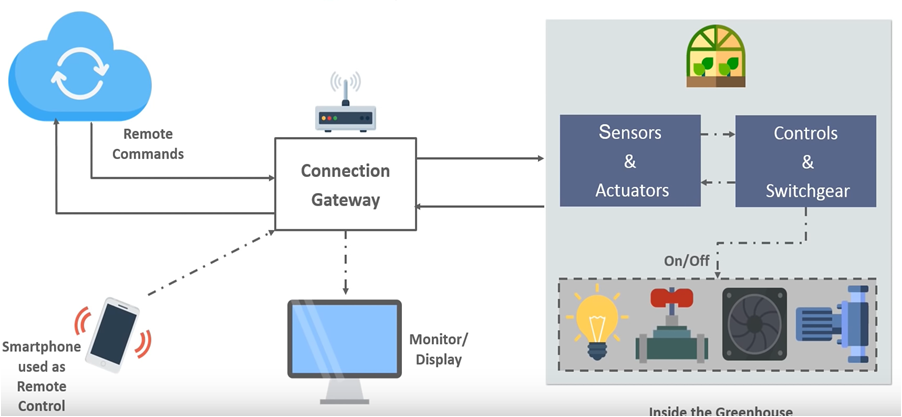 Remote
Commands
Connection
Gateway
Sensors
&
Actuators
Controls
&
Switchgear
On/Off
Smartphone
used as
Remote
Control
Monitor/
Display
Inside the Greenhouse